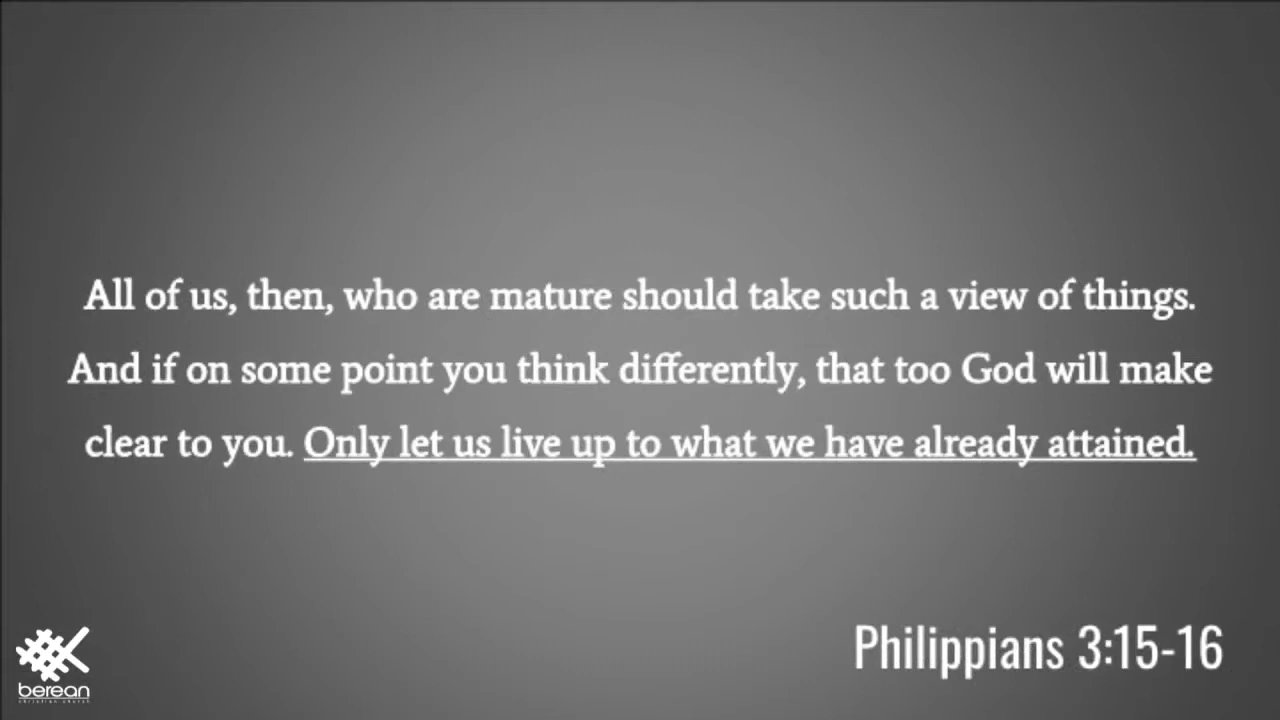 All of us, then, who are mature should take such a view of things.
And if on some point you think differently, that too God will make
clear to you. Only let us live up to what we have already attained.
Philippians 3:15-16
berean
christian church